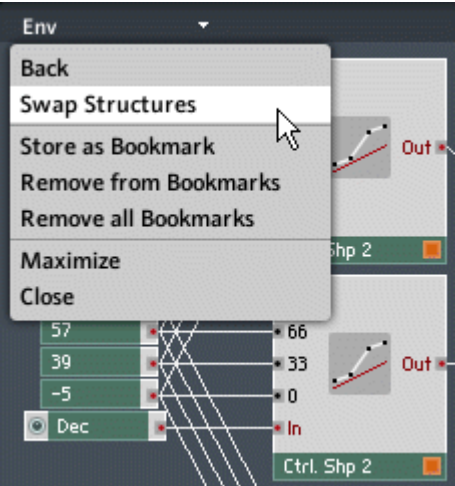 Env
Back
Swap Structures
Store as Bookmark
Remove from Bookmarks
Remove all Bookmarks
Maximize
Close
Out
Shp 2
57
39
-5
Dec
66
33
0
In
Out
Ctrl. Shp 2